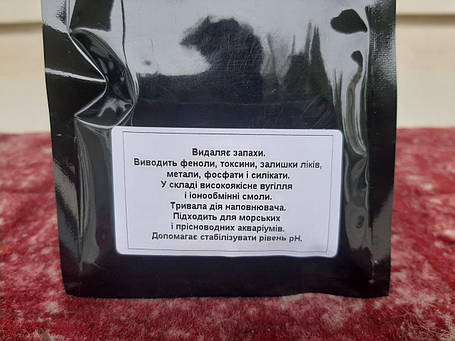 Видаляє запахи.
Виводить феноли, токсини, залишки ліків,
метали, фосфати і силікати.
У складі високоякісне вугілля
і іонообмінні смоли.
Тривала дія наповнювача.
Підходить для морських
і прісноводних акваріумів.
Допомагає стабілізувати рівень pH.